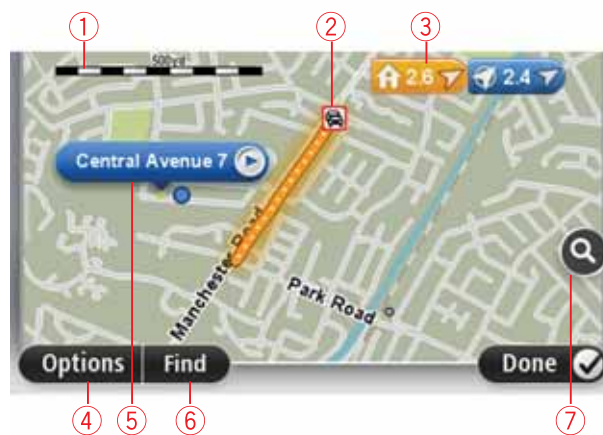 1 2 3
500yd
2.6 2.4
Central Avenue 7
Manchester Road
Park Road
Options Find Done
4 5 6 7